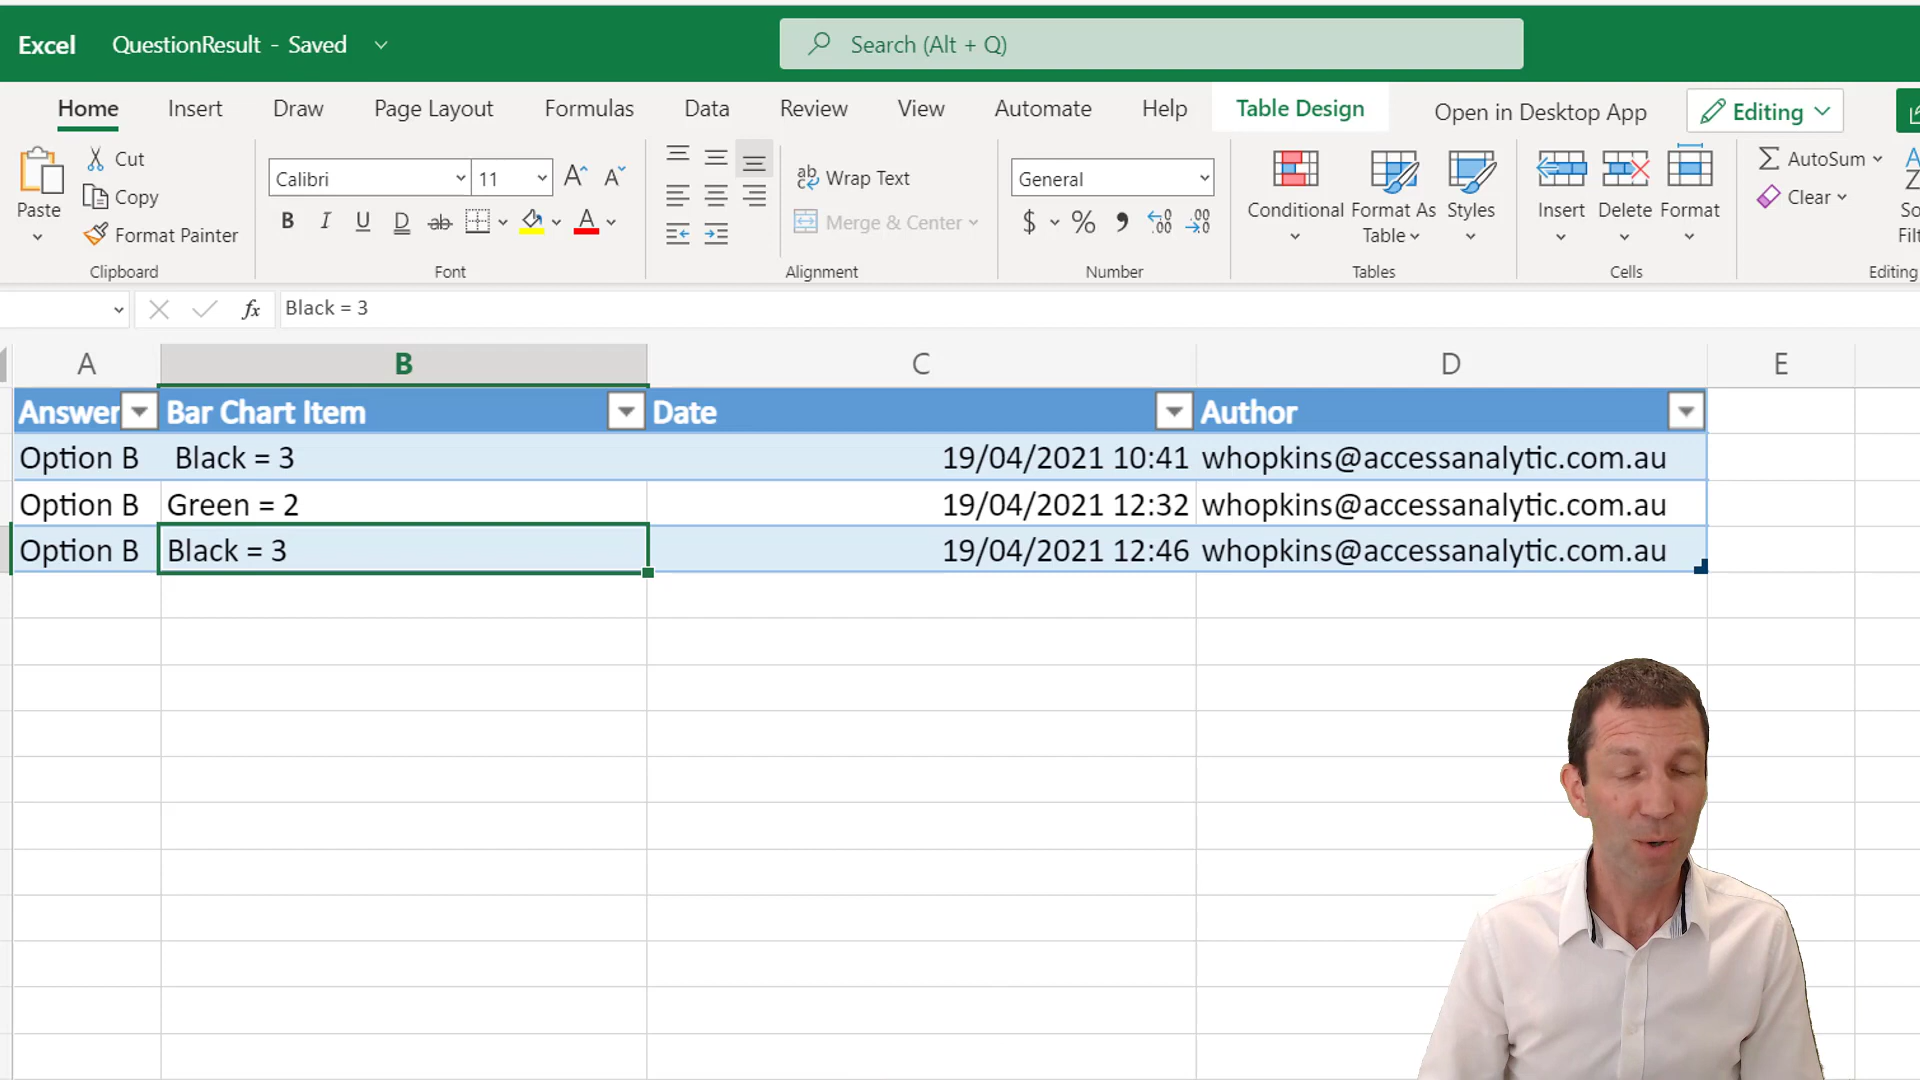 Excel QuestionResult - Saved Search (Alt + Q)
Home Insert Draw Page Layout Formulas Data Review View Automate Help Table Design Open in Desktop App Editing
Paste Cut Copy Format Painter Clipboard
Calibri 11 B I U D ab A Font
Wrap Text Merge & Center Alignment
General $ % Number
Conditional Format As Table Styles Tables
Insert Delete Format Cells
AutoSum Clear Editing
fx Black = 3
A B C D E
Answer Bar Chart Item Date Author
Option B Black = 3 19/04/2021 10:41 whopkins@accessanalytic.com.au
Option B Green = 2 19/04/2021 12:32 whopkins@accessanalytic.com.au
Option B Black = 3 19/04/2021 12:46 whopkins@accessanalytic.com.au